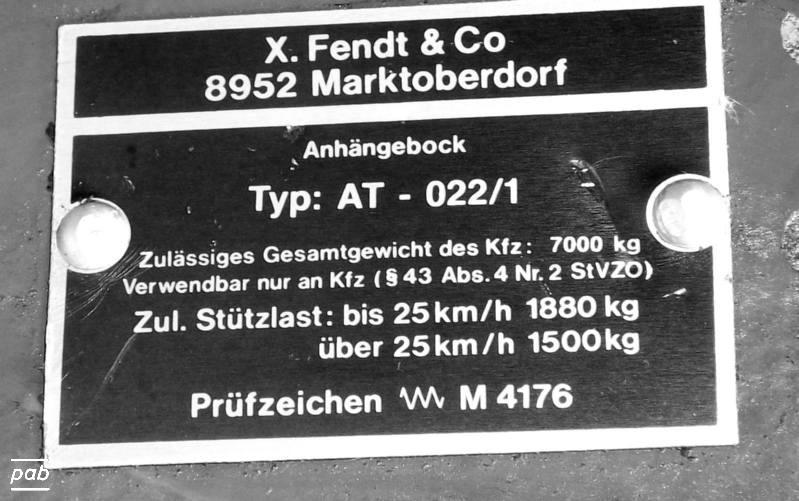 X. Fendt & Co
8952 Marktoberdorf
Anhängebock
Typ: AT - 022/1
Zulässiges Gesamtgewicht des Kfz: 7000 kg
Verwendbar nur an Kfz (§ 43 Abs. 4 Nr. 2 StVZO)
Zul. Stützlast: bis 25 km/h 1880 kg
über 25 km/h 1500 kg
Prüfzeichen M 4176
pab